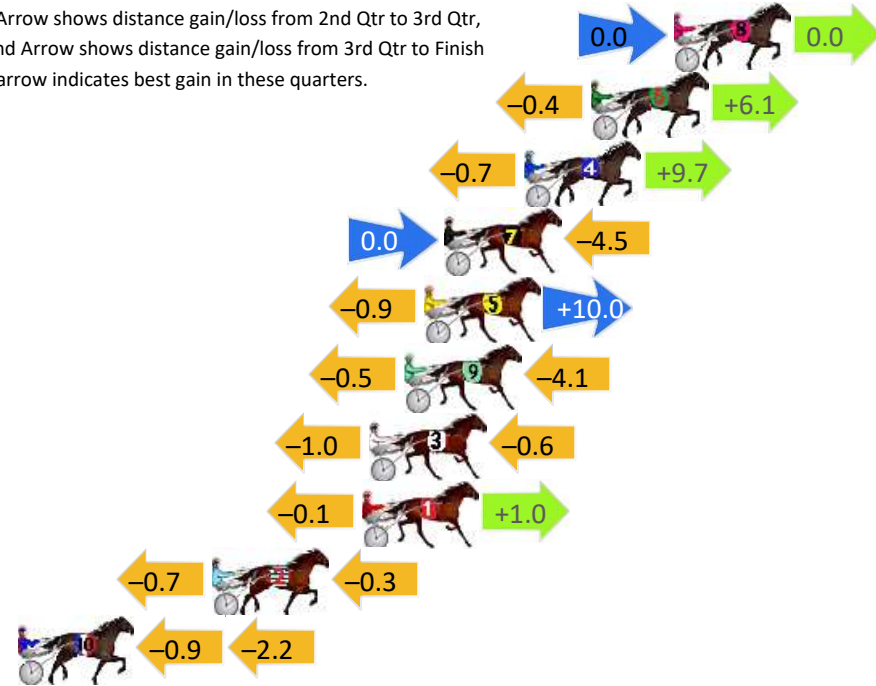 Arrow shows distance gain/loss from 2nd Qtr to 3rd Qtr,
nd Arrow shows distance gain/loss from 3rd Qtr to Finish
arrow indicates best gain in these quarters.
0.0 8 0.0
–0.4 +6.1
–0.7 4 +9.7
0.0 7 –4.5
–0.9 5 +10.0
–0.5 9 –4.1
–1.0 3 –0.6
–0.1 1 +1.0
–0.7 2 –0.3
10 –0.9 –2.2